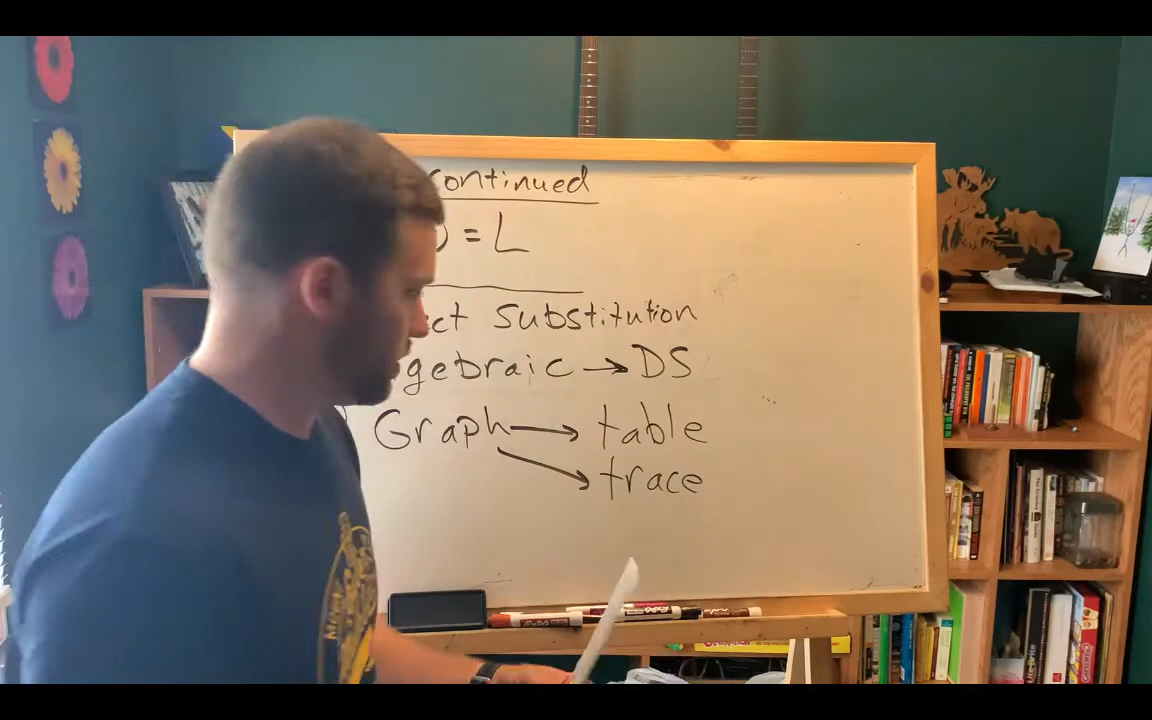 continued
) = L
ct Substitution
gebraic → DS
Graph → table
→ trace